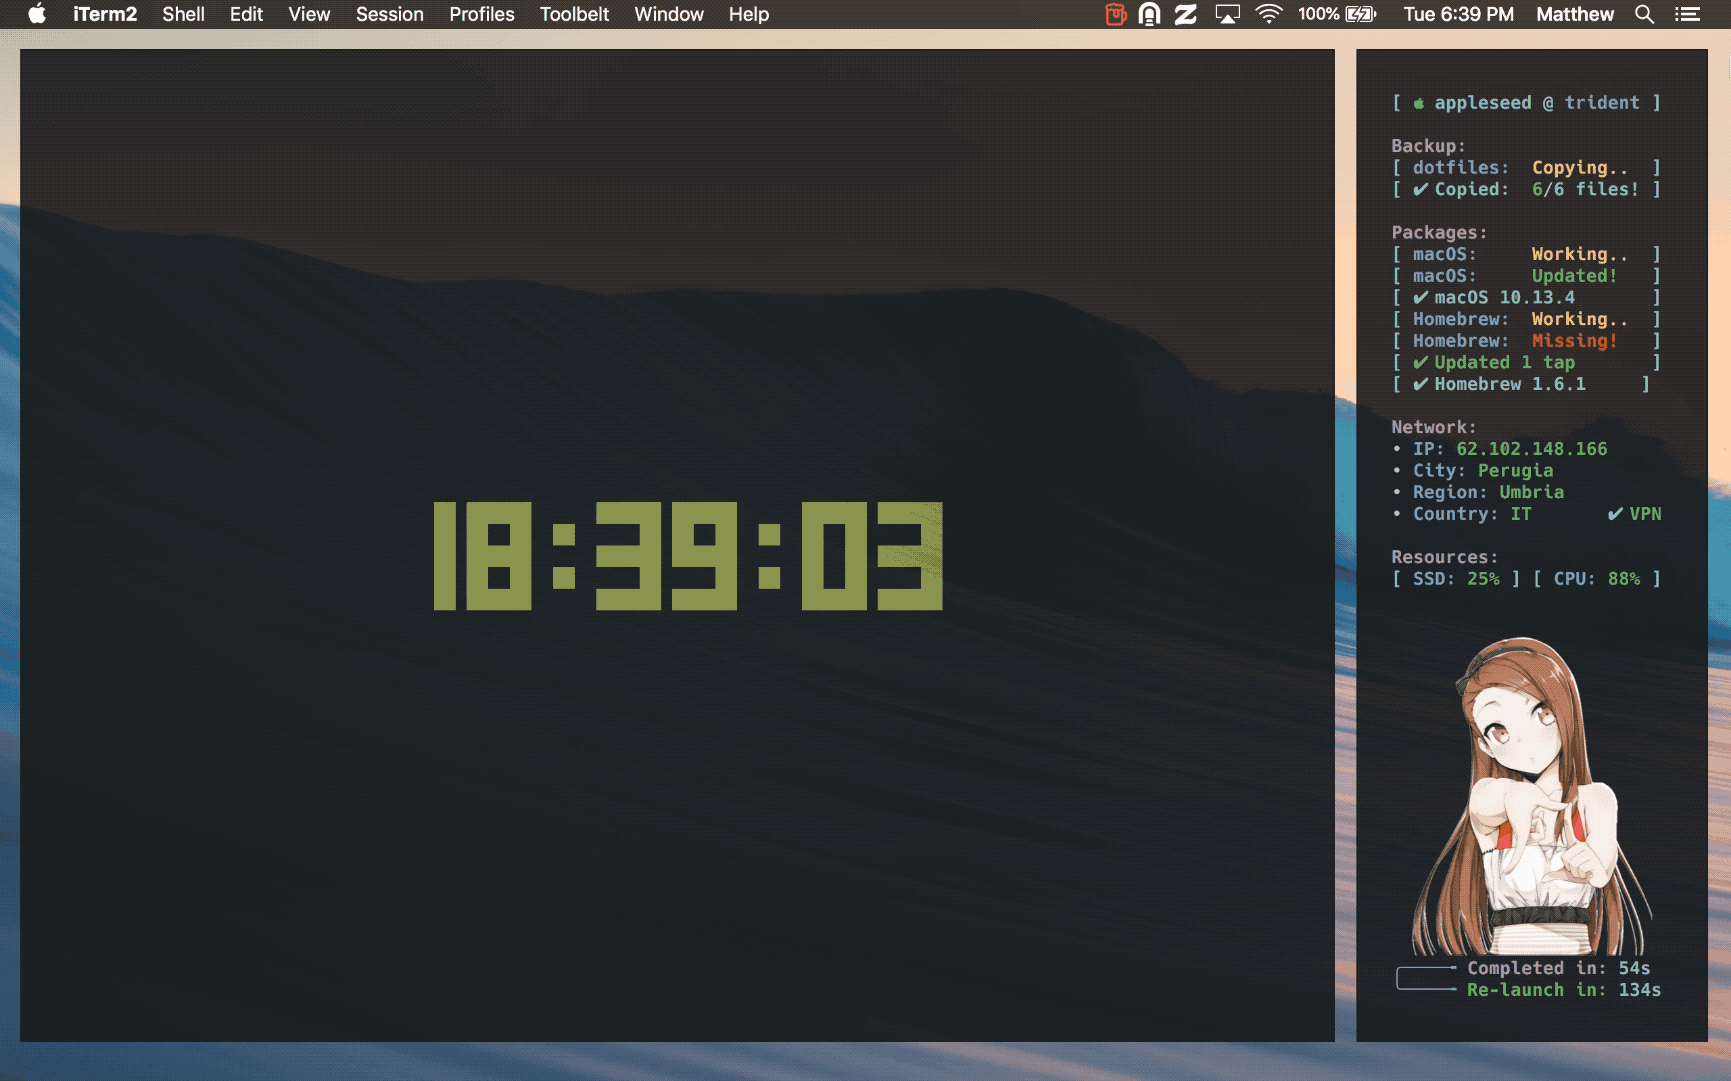 iTerm2 Shell Edit View Session Profiles Toolbelt Window Help 100% Tue 6:39 PM Matthew
[ appleseed @ trident ]
Backup:
[ dotfiles: Copying.. ]
[ ✔ Copied: 6/6 files! ]
Packages:
[ macOS: Working.. ]
[ macOS: Updated! ]
[ ✔ macOS 10.13.4 ]
[ Homebrew: Working.. ]
[ Homebrew: Missing! ]
[ ✔ Updated 1 tap ]
[ ✔ Homebrew 1.6.1 ]
Network:
• IP: 62.102.148.166
• City: Perugia
• Region: Umbria
• Country: IT ✔ VPN
Resources:
[ SSD: 25% ] [ CPU: 88% ]
18:39:03
Completed in: 54s
Re-launch in: 134s